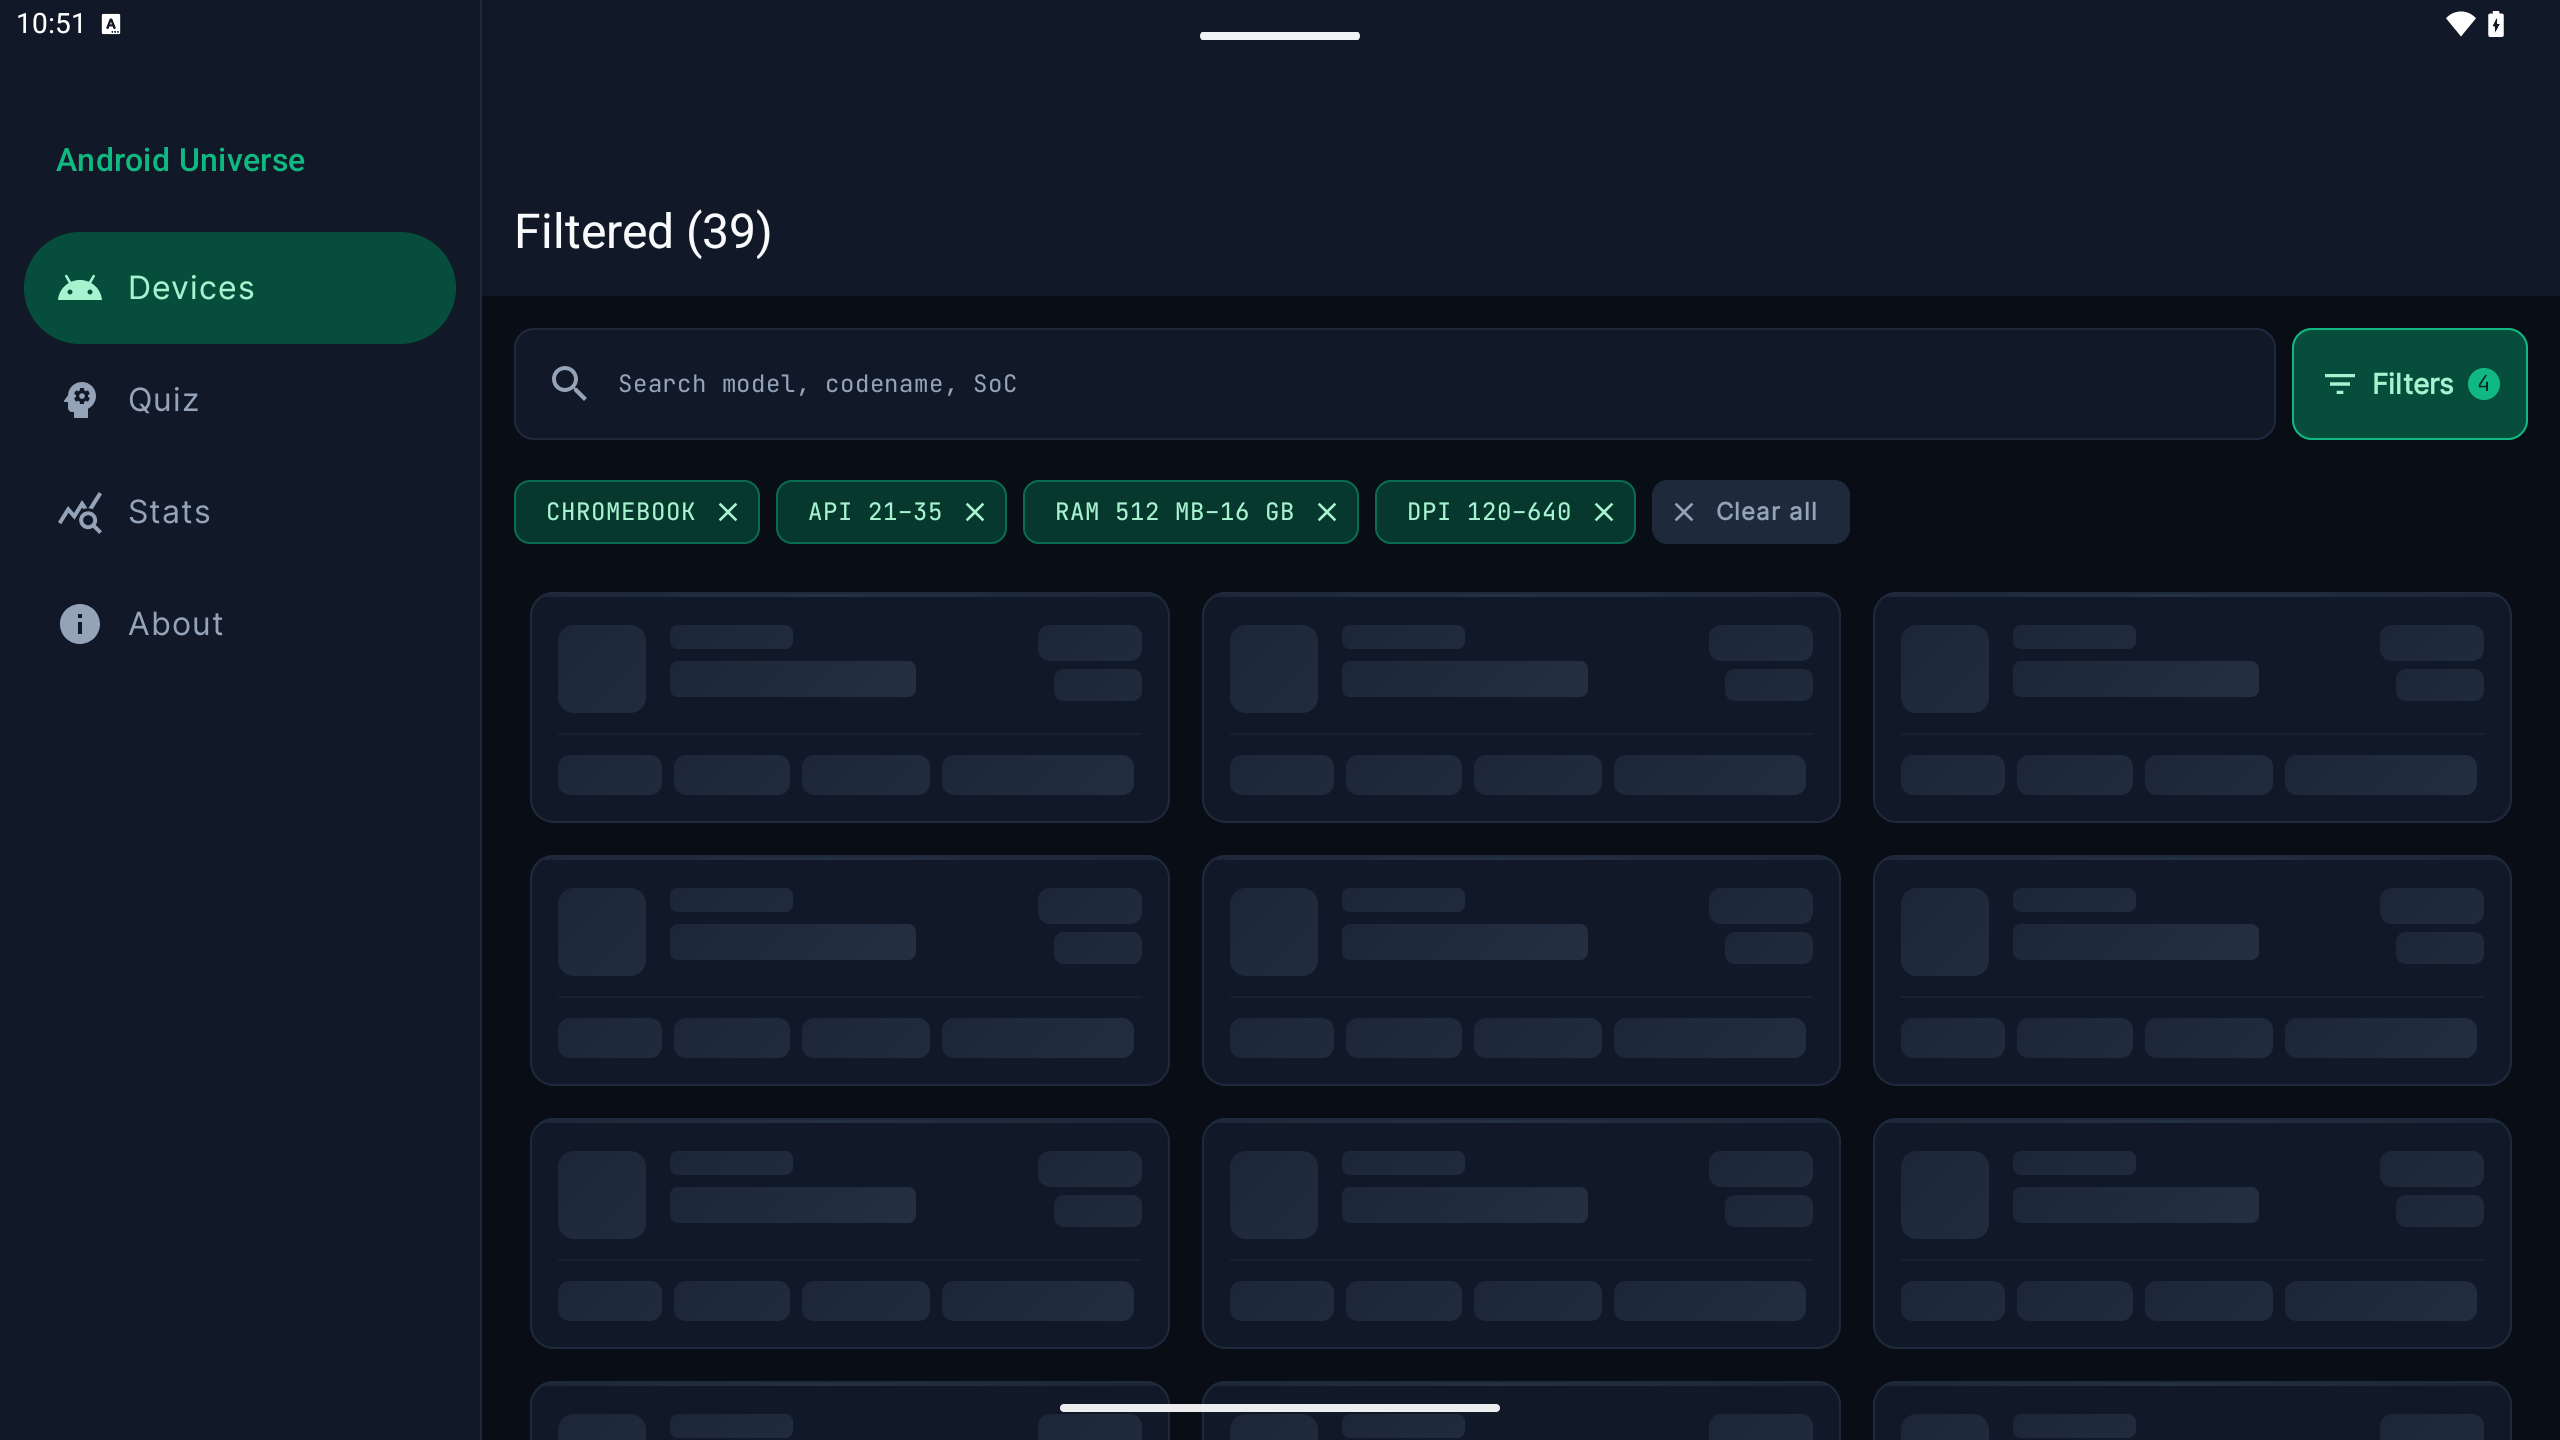 10:51
Android Universe
Devices
Quiz
Stats
About
Filtered (39)
Search model, codename, SoC
Filters 4
CHROMEBOOK
API 21–35
RAM 512 MB–16 GB
DPI 120–640
Clear all